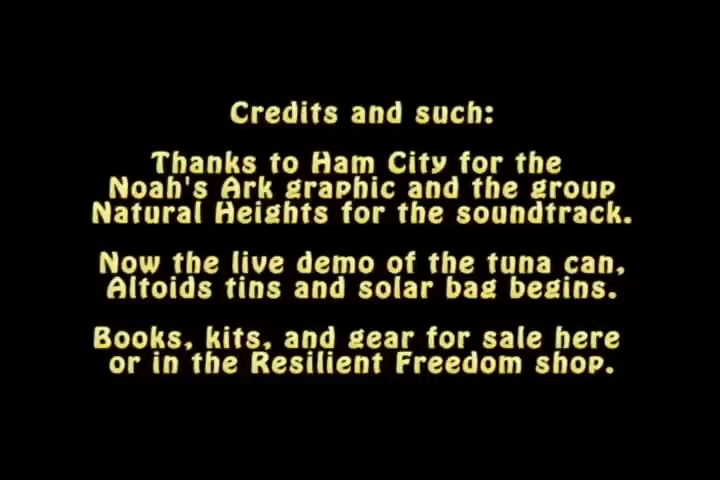 Credits and such:
Thanks to Ham City for the
Noah's Ark graphic and the group
Natural Heights for the soundtrack.
Now the live demo of the tuna can,
Altoids tins and solar bag begins.
Books, kits, and gear for sale here
or in the Resilient Freedom shop.